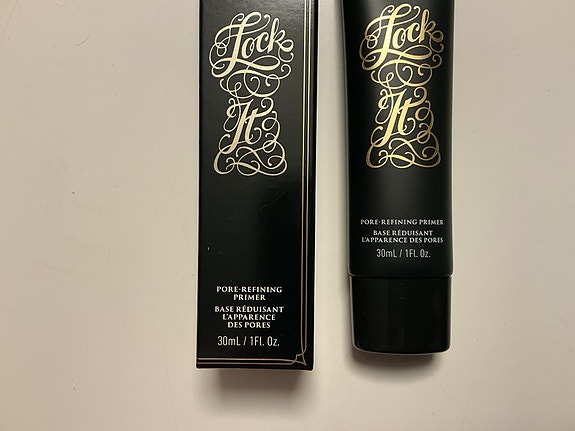 Lock
It
PORE-REFINING
PRIMER
BASE RÉDUISANT
L'APPARENCE
DES PORES
30mL / 1Fl. Oz.
Lock
It
PORE-REFINING PRIMER
BASE RÉDUISANT
L'APPARENCE DES PORES
30mL / 1Fl. Oz.